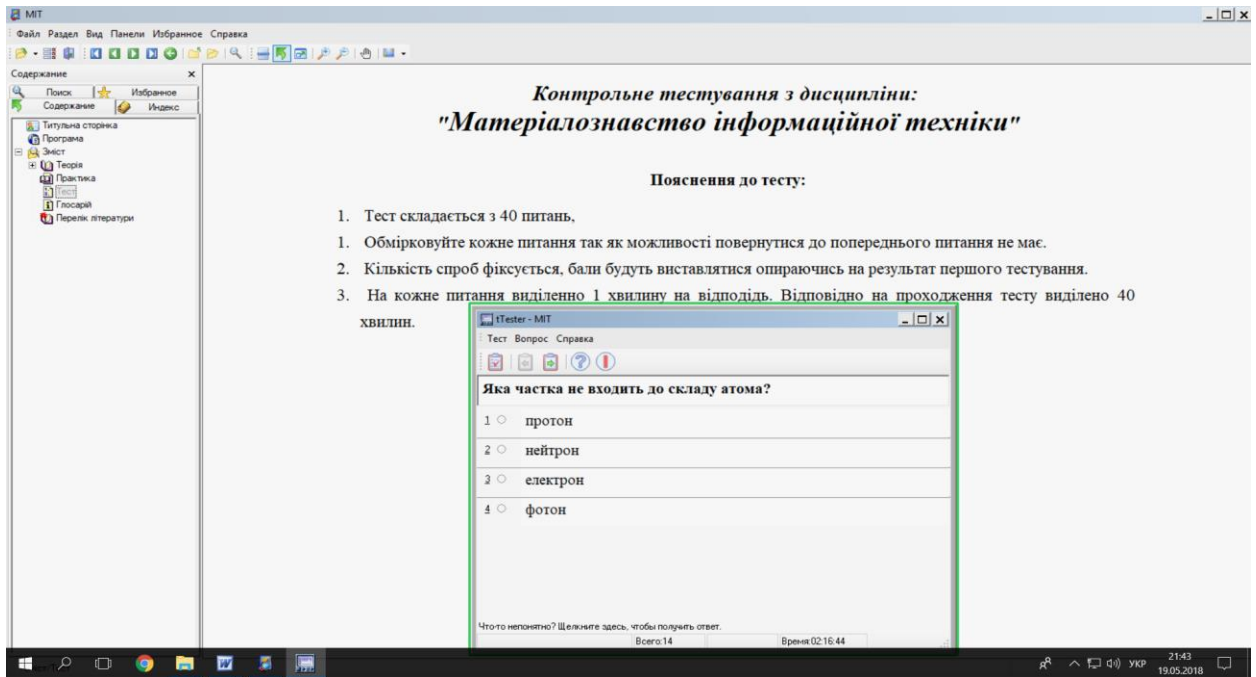 MIT
Файл Раздел Вид Панели Избранное Справка
Содержание
Поиск Избранное
Содержание Индекс
Титульна сторінка
Програма
Зміст
Теорія
Практика
Тест
Глосарій
Перелік літератури
Контрольне тестування з дисципліни:
"Матеріалознавство інформаційної техніки"
Пояснення до тесту:
1. Тест складається з 40 питань,
1. Обмірковуйте кожне питання так як можливості повернутися до попереднього питання не має.
2. Кількість спроб фіксується, бали будуть виставлятися опираючись на результат першого тестування.
3. На кожне питання виділенно 1 хвилину на відподідь. Відповідно на проходження тесту виділено 40
хвилин.
tTester - MIT
Тест Вопрос Справка
Яка частка не входить до складу атома?
1 протон
2 нейтрон
3 електрон
4 фотон
Что-то непонятно? Щелкните здесь, чтобы получить ответ.
Всего:14 Время:02:16:44
УКР
21:43
19.05.2018